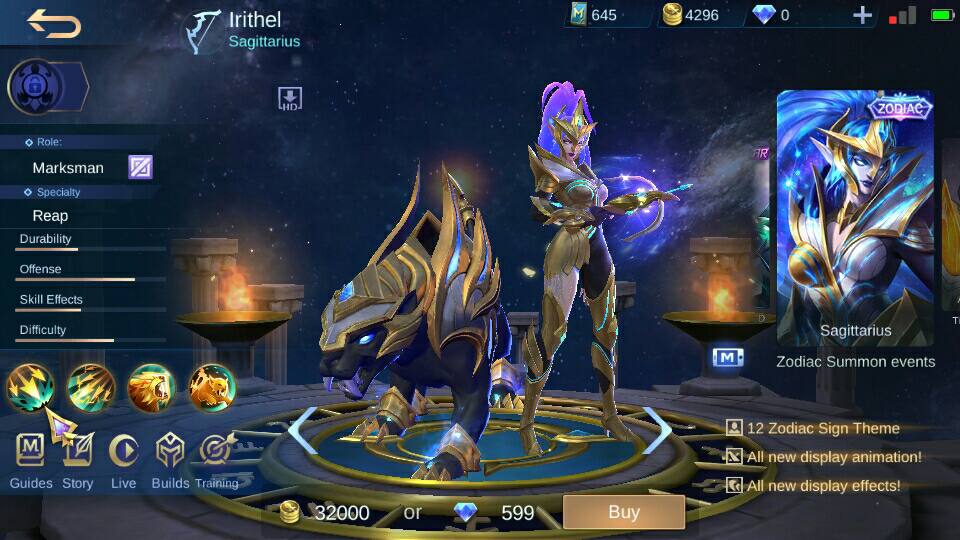 Irithel
Sagittarius
645
4296
0
HD
Role:
Marksman
Specialty
Reap
Durability
Offense
Skill Effects
Difficulty
ZODIAC
Sagittarius
M
Zodiac Summon events
12 Zodiac Sign Theme
All new display animation!
All new display effects!
Guides
Story
Live
Builds
Training
32000 or 599
Buy